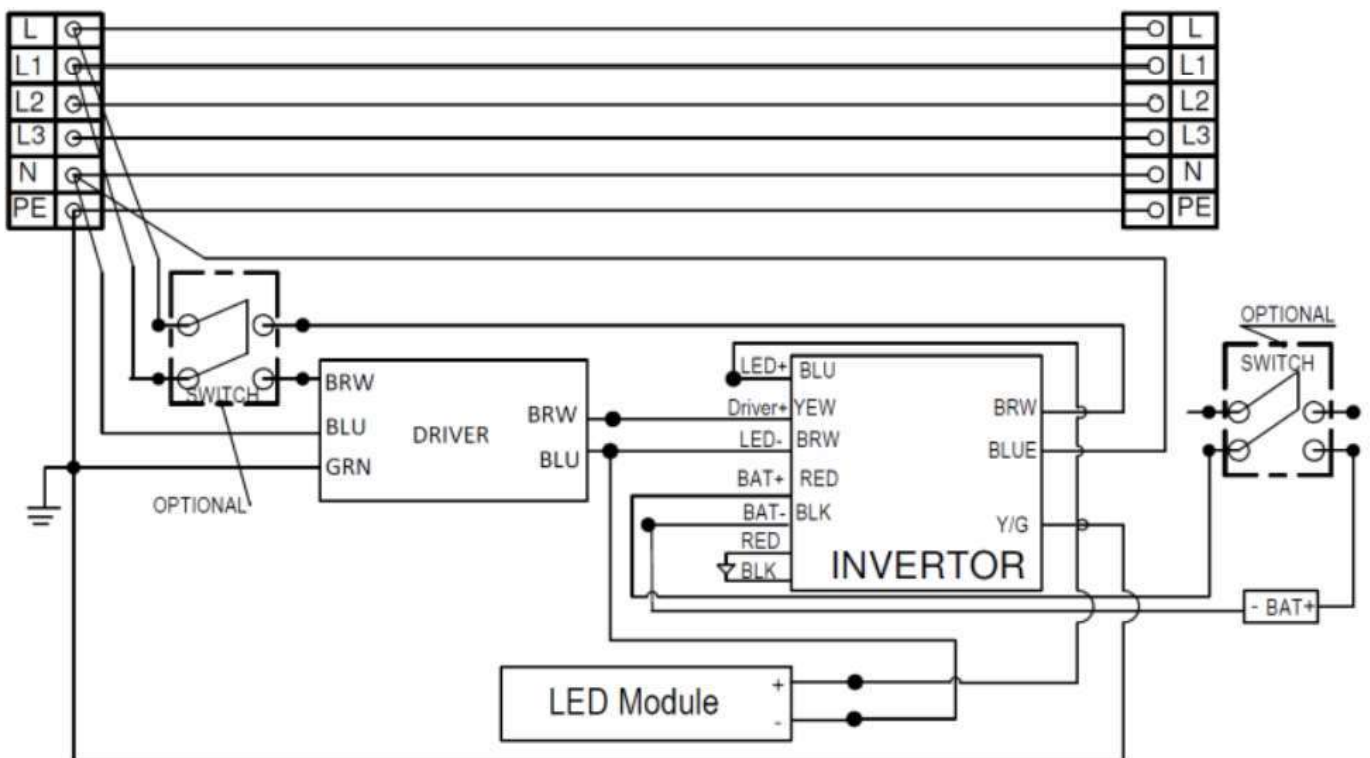 L
L1
L2
L3
N
PE
L
L1
L2
L3
N
PE
SWITCH
OPTIONAL
BRW
BLU
GRN
DRIVER
BRW
BLU
LED+ BLU
Driver+ YEW
LED- BRW
BAT+ RED
BAT- BLK
RED
BLK
BRW
BLUE
Y/G
INVERTOR
OPTIONAL
SWITCH
- BAT+
LED Module
+
-